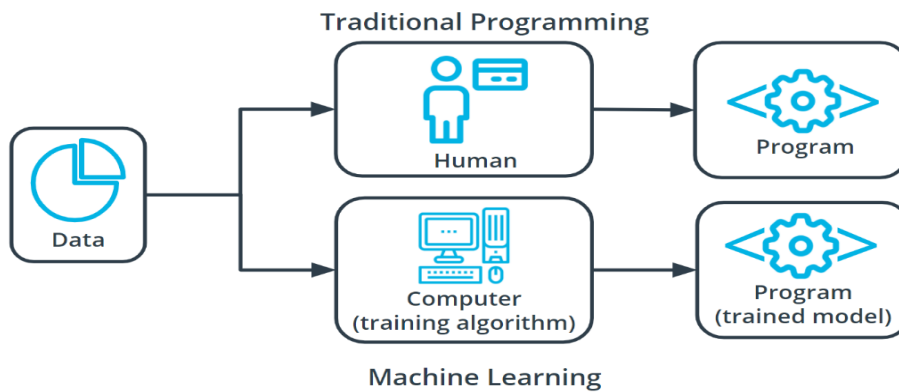 Traditional Programming
Human
Program
Data
...
Computer
(training algorithm)
Program
(trained model)
Machine Learning